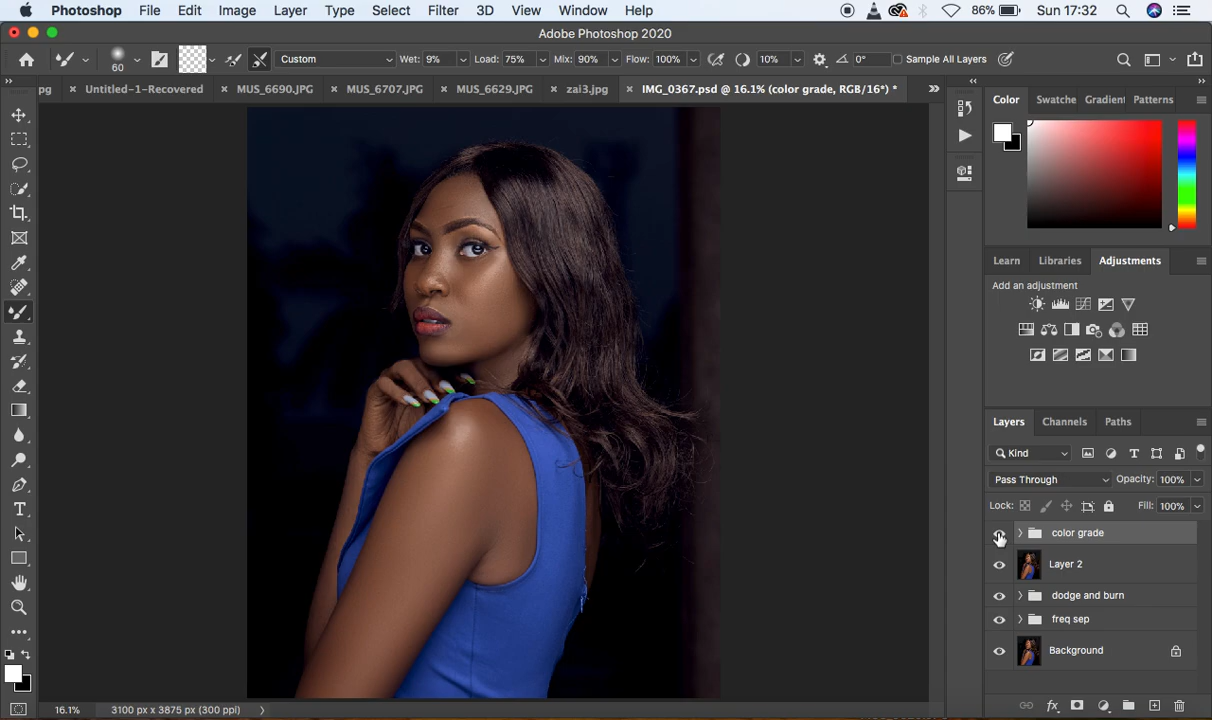 Photoshop File Edit Image Layer Type Select Filter 3D View Window Help 86% Sun 17:32
Adobe Photoshop 2020
60 Custom Wet: 9% Load: 75% Mix: 90% Flow: 100% 10% 0° Sample All Layers
pg × Untitled-1-Recovered × MUS_6690.JPG × MUS_6707.JPG × MUS_6629.JPG × zai3.jpg × IMG_0367.psd @ 16.1% (color grade, RGB/16*) *
Color Swatche Gradient Patterns
Learn Libraries Adjustments
Add an adjustment
Layers Channels Paths
Kind
Pass Through Opacity: 100%
Lock: Fill: 100%
color grade
Layer 2
dodge and burn
freq sep
Background
16.1% 3100 px x 3875 px (300 ppi)